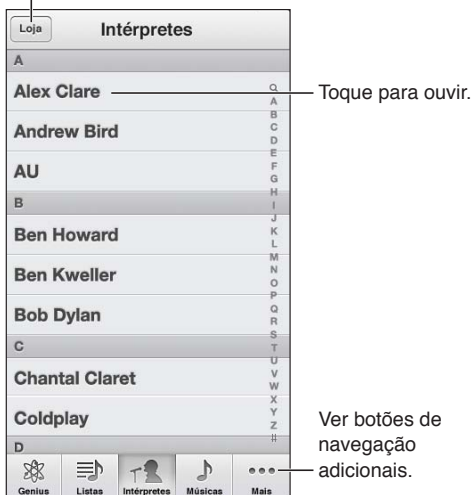 Loja
Intérpretes
A
Alex Clare
Toque para ouvir.
Andrew Bird
AU
B
Ben Howard
Ben Kweller
Bob Dylan
C
Chantal Claret
Coldplay
D
A
B
C
D
E
F
G
H
I
J
K
L
M
N
O
P
Q
R
S
T
U
V
W
X
Y
Z
#
Ver botões de
navegação
adicionais.
Genius
Listas
Intérpretes
Músicas
Mais